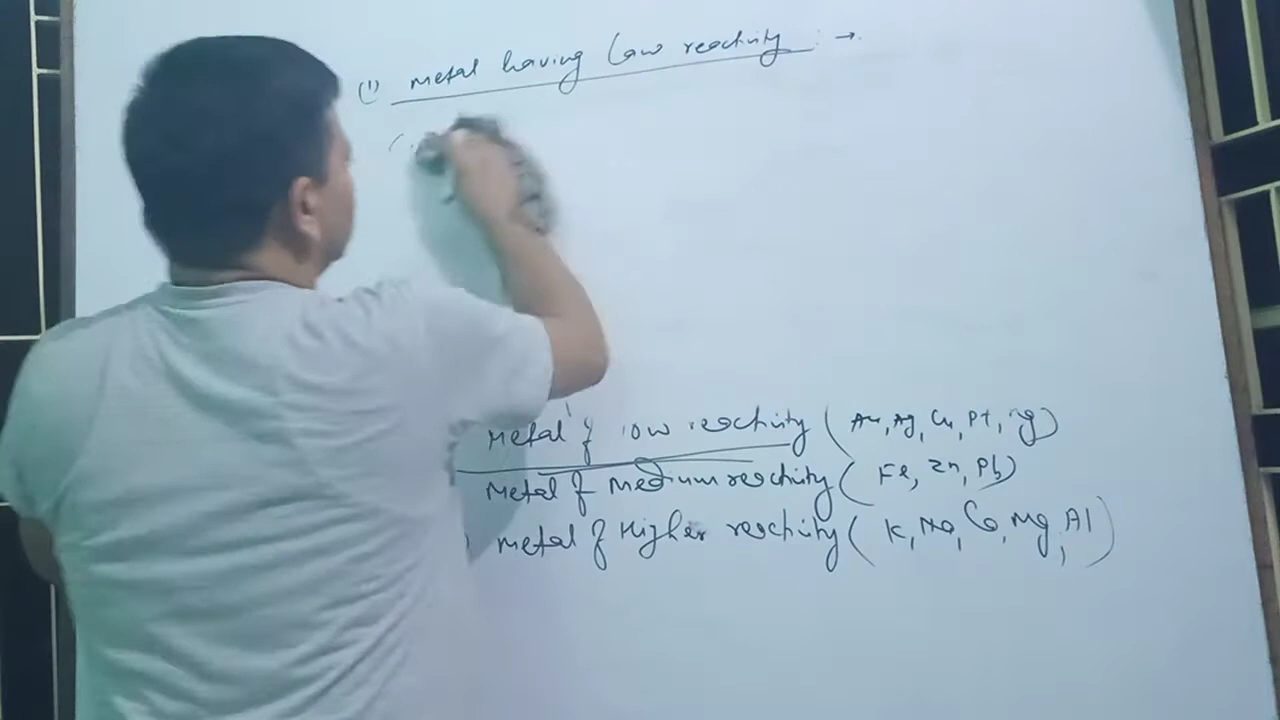 (1) Metal having Low reactivity : →
Metal of low reactivity (Au, Ag, Cu, Pt, Hg)
Metal of Medium reactivity (Fe, Zn, Pb)
Metal of Higher reactivity (K, Na, Ca, Mg, Al)